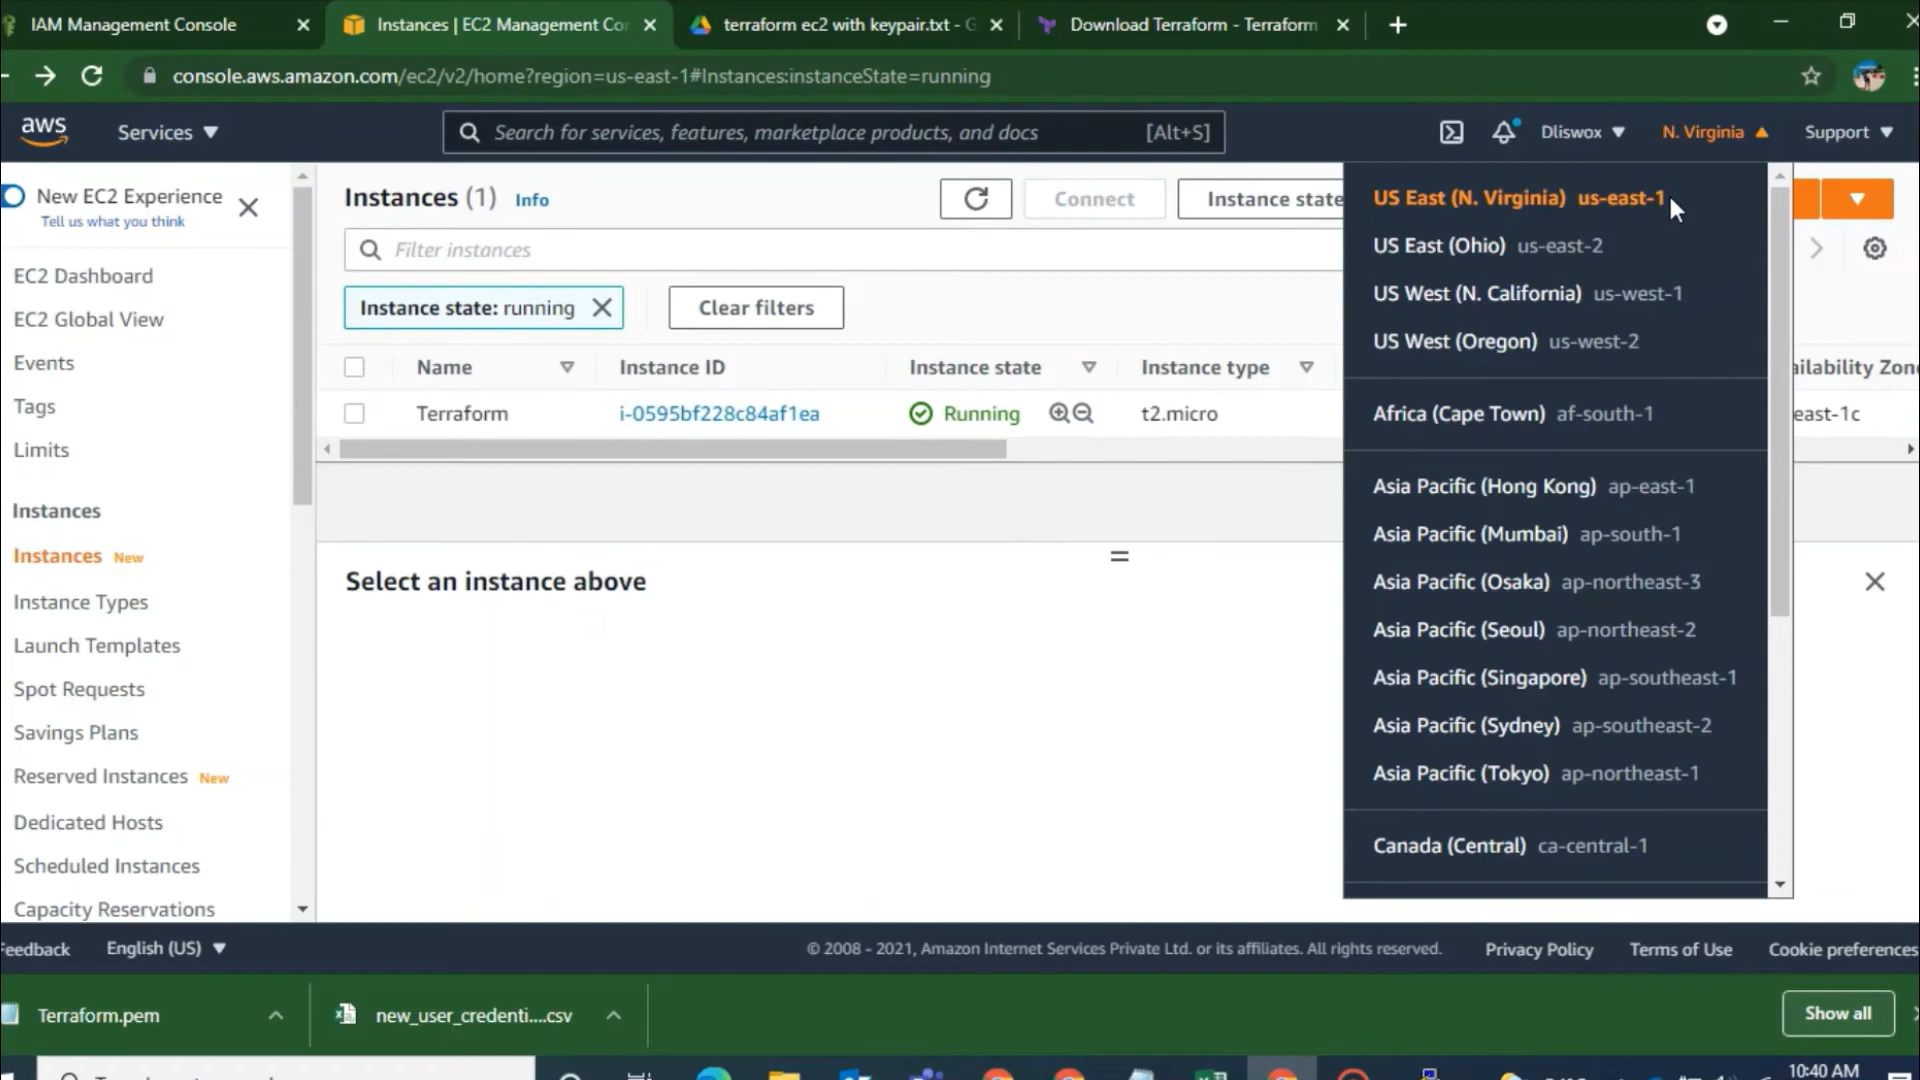 IAM Management Console
Instances | EC2 Management Co
terraform ec2 with keypair.txt - G
Download Terraform - Terraform
console.aws.amazon.com/ec2/v2/home?region=us-east-1#Instances:instanceState=running
aws
Services
Search for services, features, marketplace products, and docs
[Alt+S]
Dliswox
N. Virginia
Support
New EC2 Experience
Tell us what you think
EC2 Dashboard
EC2 Global View
Events
Tags
Limits
Instances
Instances New
Instance Types
Launch Templates
Spot Requests
Savings Plans
Reserved Instances New
Dedicated Hosts
Scheduled Instances
Capacity Reservations
Instances (1) Info
Connect
Instance state
Filter instances
Instance state: running
Clear filters
Name
Instance ID
Instance state
Instance type
ailability Zon
Terraform
i-0595bf228c84af1ea
Running
t2.micro
east-1c
Select an instance above
US East (N. Virginia) us-east-1
US East (Ohio) us-east-2
US West (N. California) us-west-1
US West (Oregon) us-west-2
Africa (Cape Town) af-south-1
Asia Pacific (Hong Kong) ap-east-1
Asia Pacific (Mumbai) ap-south-1
Asia Pacific (Osaka) ap-northeast-3
Asia Pacific (Seoul) ap-northeast-2
Asia Pacific (Singapore) ap-southeast-1
Asia Pacific (Sydney) ap-southeast-2
Asia Pacific (Tokyo) ap-northeast-1
Canada (Central) ca-central-1
Feedback
English (US)
© 2008 - 2021, Amazon Internet Services Private Ltd. or its affiliates. All rights reserved.
Privacy Policy
Terms of Use
Cookie preferences
Terraform.pem
new_user_credenti....csv
Show all
10:40 AM